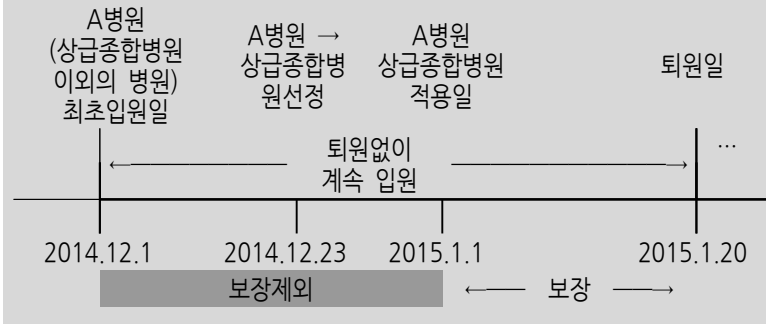 A병원
(상급종합병원
이외의 병원)
최초입원일
A병원 →
상급종합병
원선정
A병원
상급종합병원
적용일
퇴원일
퇴원없이
계속 입원
…
2014.12.1
2014.12.23
2015.1.1
2015.1.20
보장제외
보장